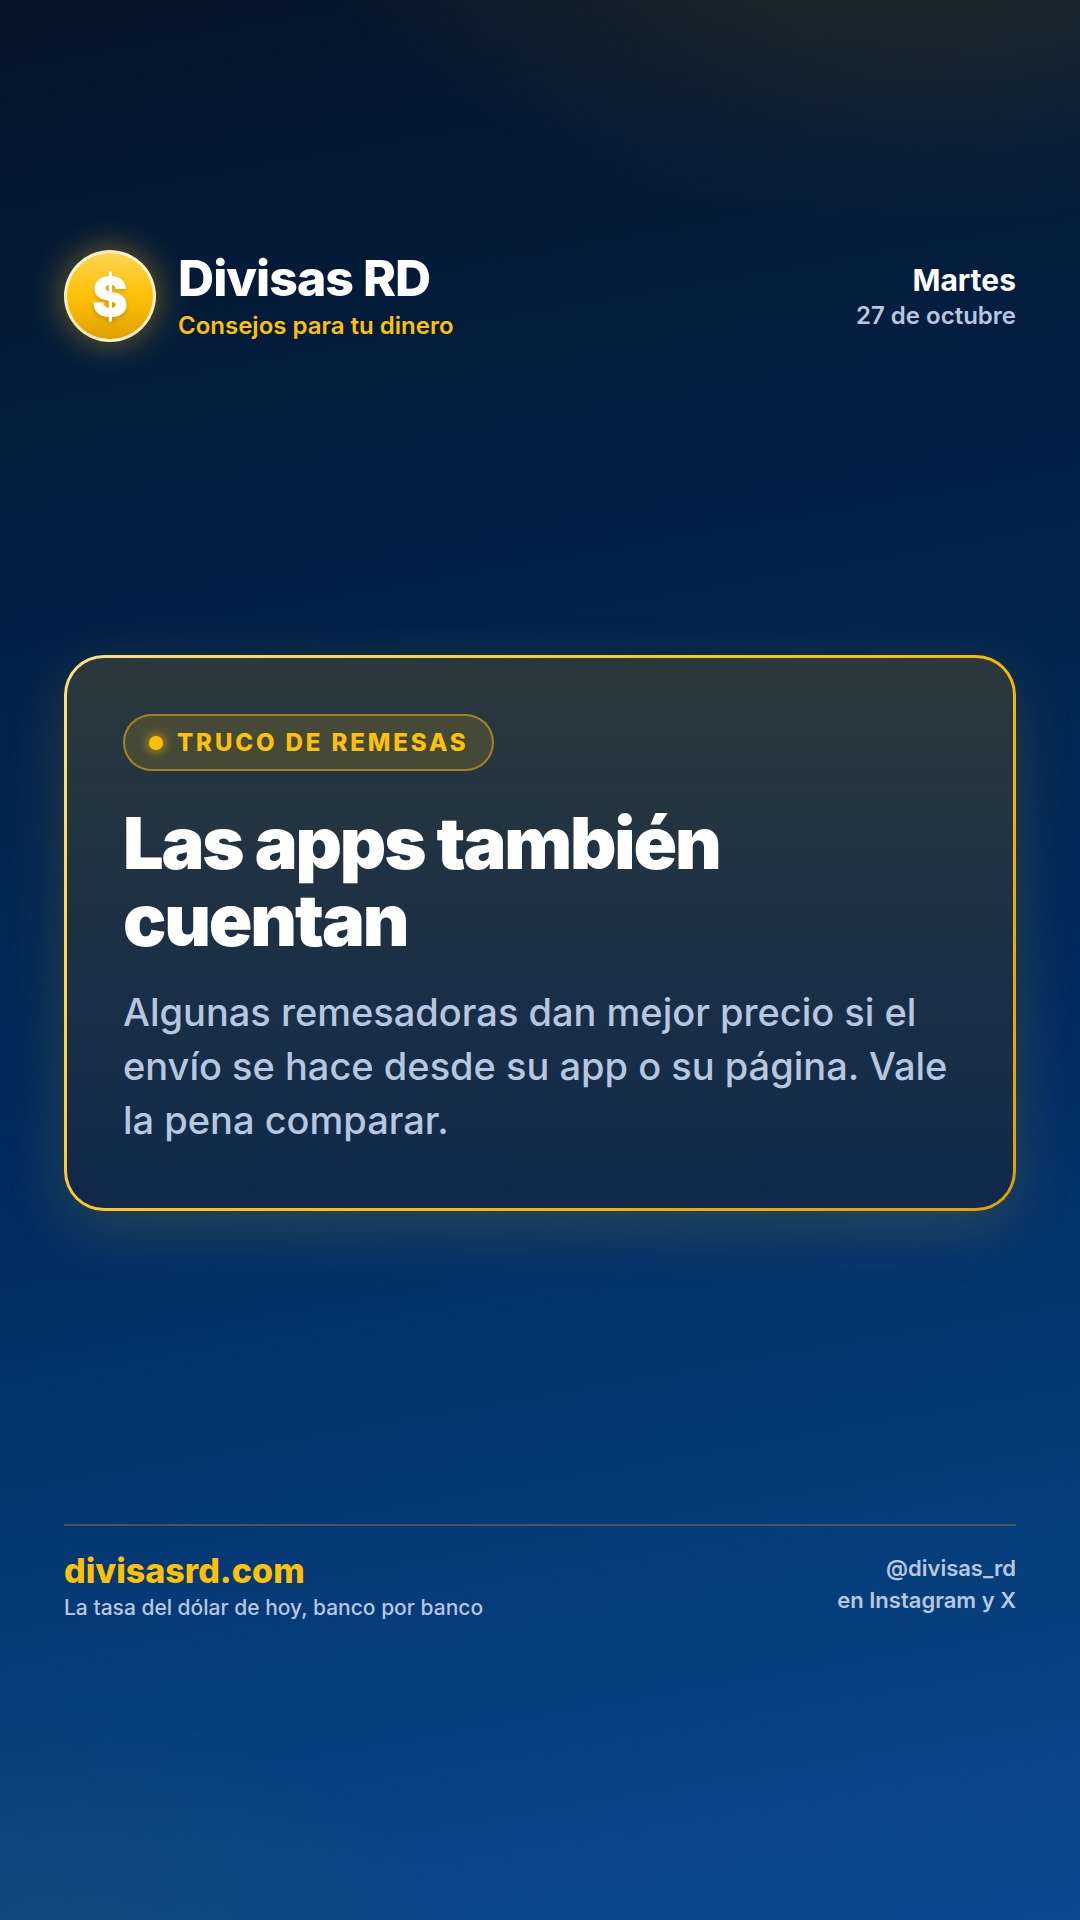 $
Divisas RD
Consejos para tu dinero
Martes
27 de octubre
TRUCO DE REMESAS
Las apps también
cuentan
Algunas remesadoras dan mejor precio si el
envío se hace desde su app o su página. Vale
la pena comparar.
divisasrd.com
La tasa del dólar de hoy, banco por banco
@divisas_rd
en Instagram y X